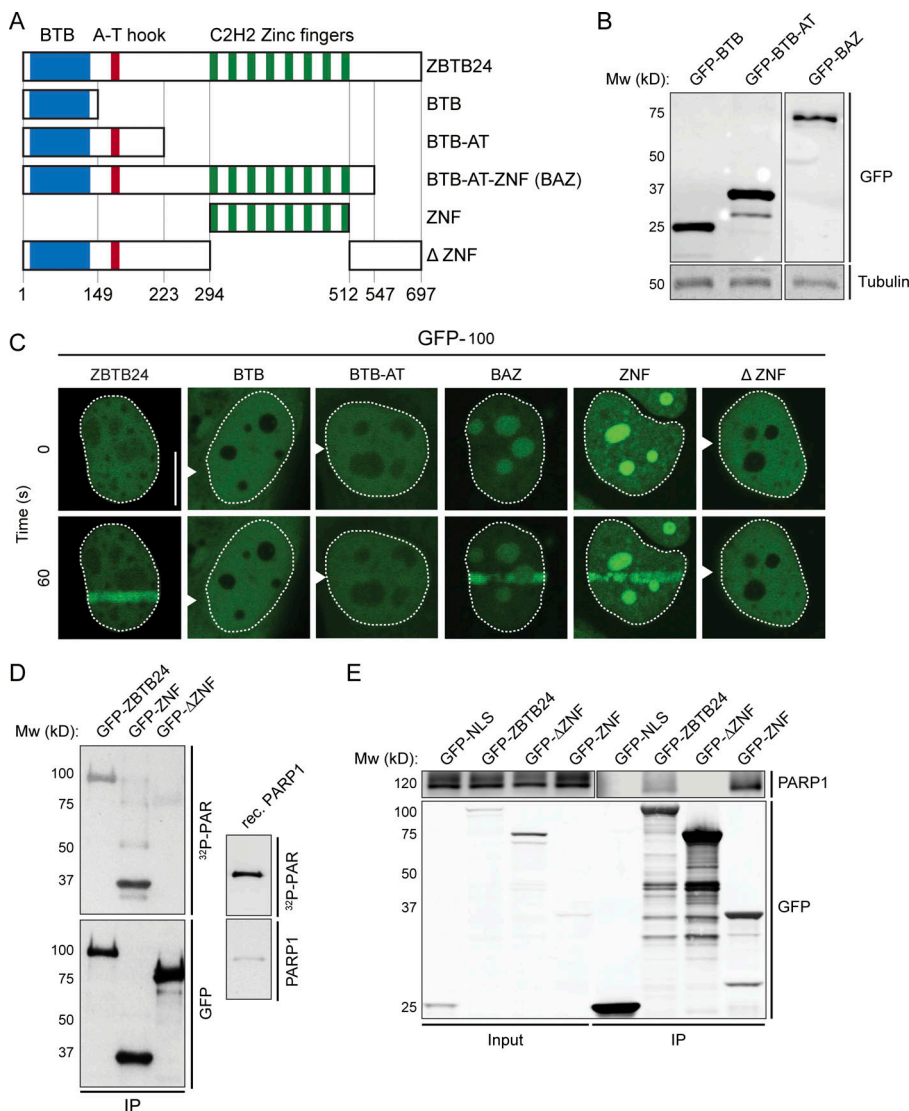 A
BTB A-T hook C2H2 Zinc fingers
ZBTB24
BTB
BTB-AT
BTB-AT-ZNF (BAZ)
ZNF
Δ ZNF
1 149 223 294 512 547 697
B
Mw (kD): GFP-BTB GFP-BTB-AT GFP-BAZ
75
50
37
25
GFP
50
Tubulin
C
GFP-100
ZBTB24 BTB BTB-AT BAZ ZNF Δ ZNF
Time (s)
0
60
D
Mw (kD): GFP-ZBTB24 GFP-ZNF GFP-ΔZNF
100
75
50
37
32P-PAR
100
75
50
37
GFP
IP
rec. PARP1
32P-PAR
PARP1
E
Mw (kD): GFP-NLS GFP-ZBTB24 GFP-ΔZNF GFP-ZNF GFP-NLS GFP-ZBTB24 GFP-ΔZNF GFP-ZNF
120
PARP1
100
75
50
37
25
GFP
Input IP